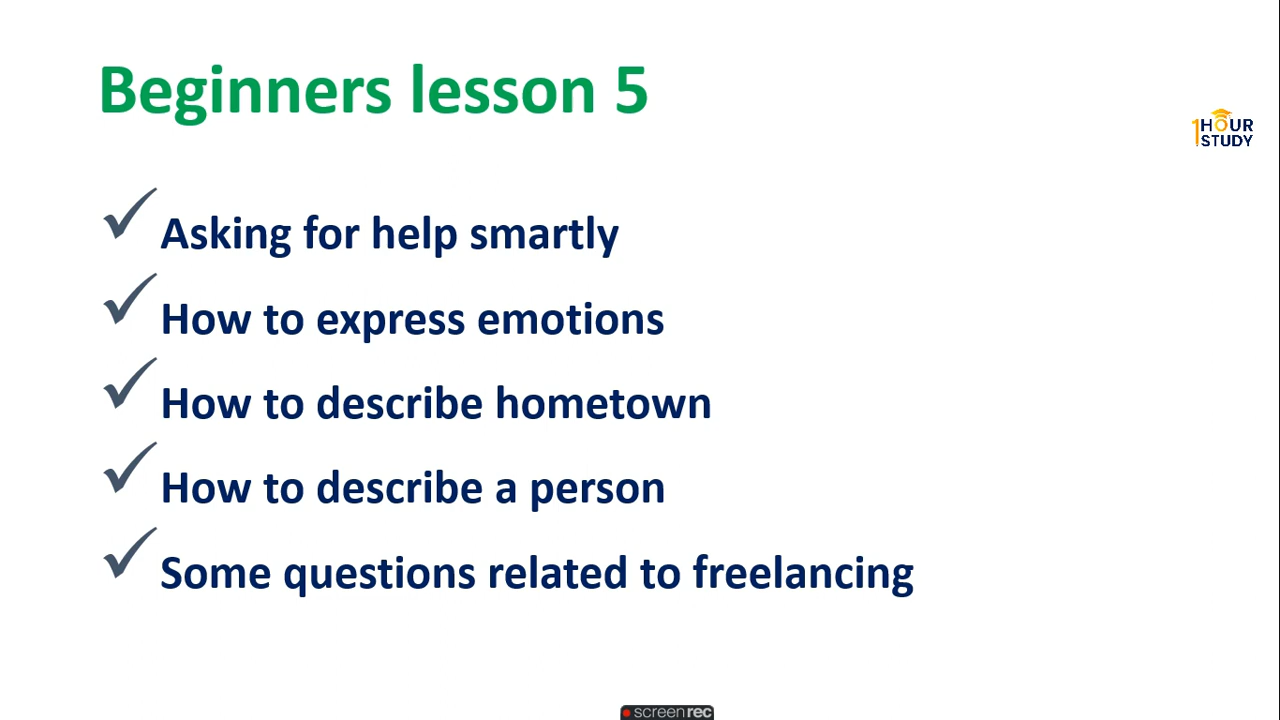 Beginners lesson 5
1HOUR
STUDY
Asking for help smartly
How to express emotions
How to describe hometown
How to describe a person
Some questions related to freelancing
screenrec